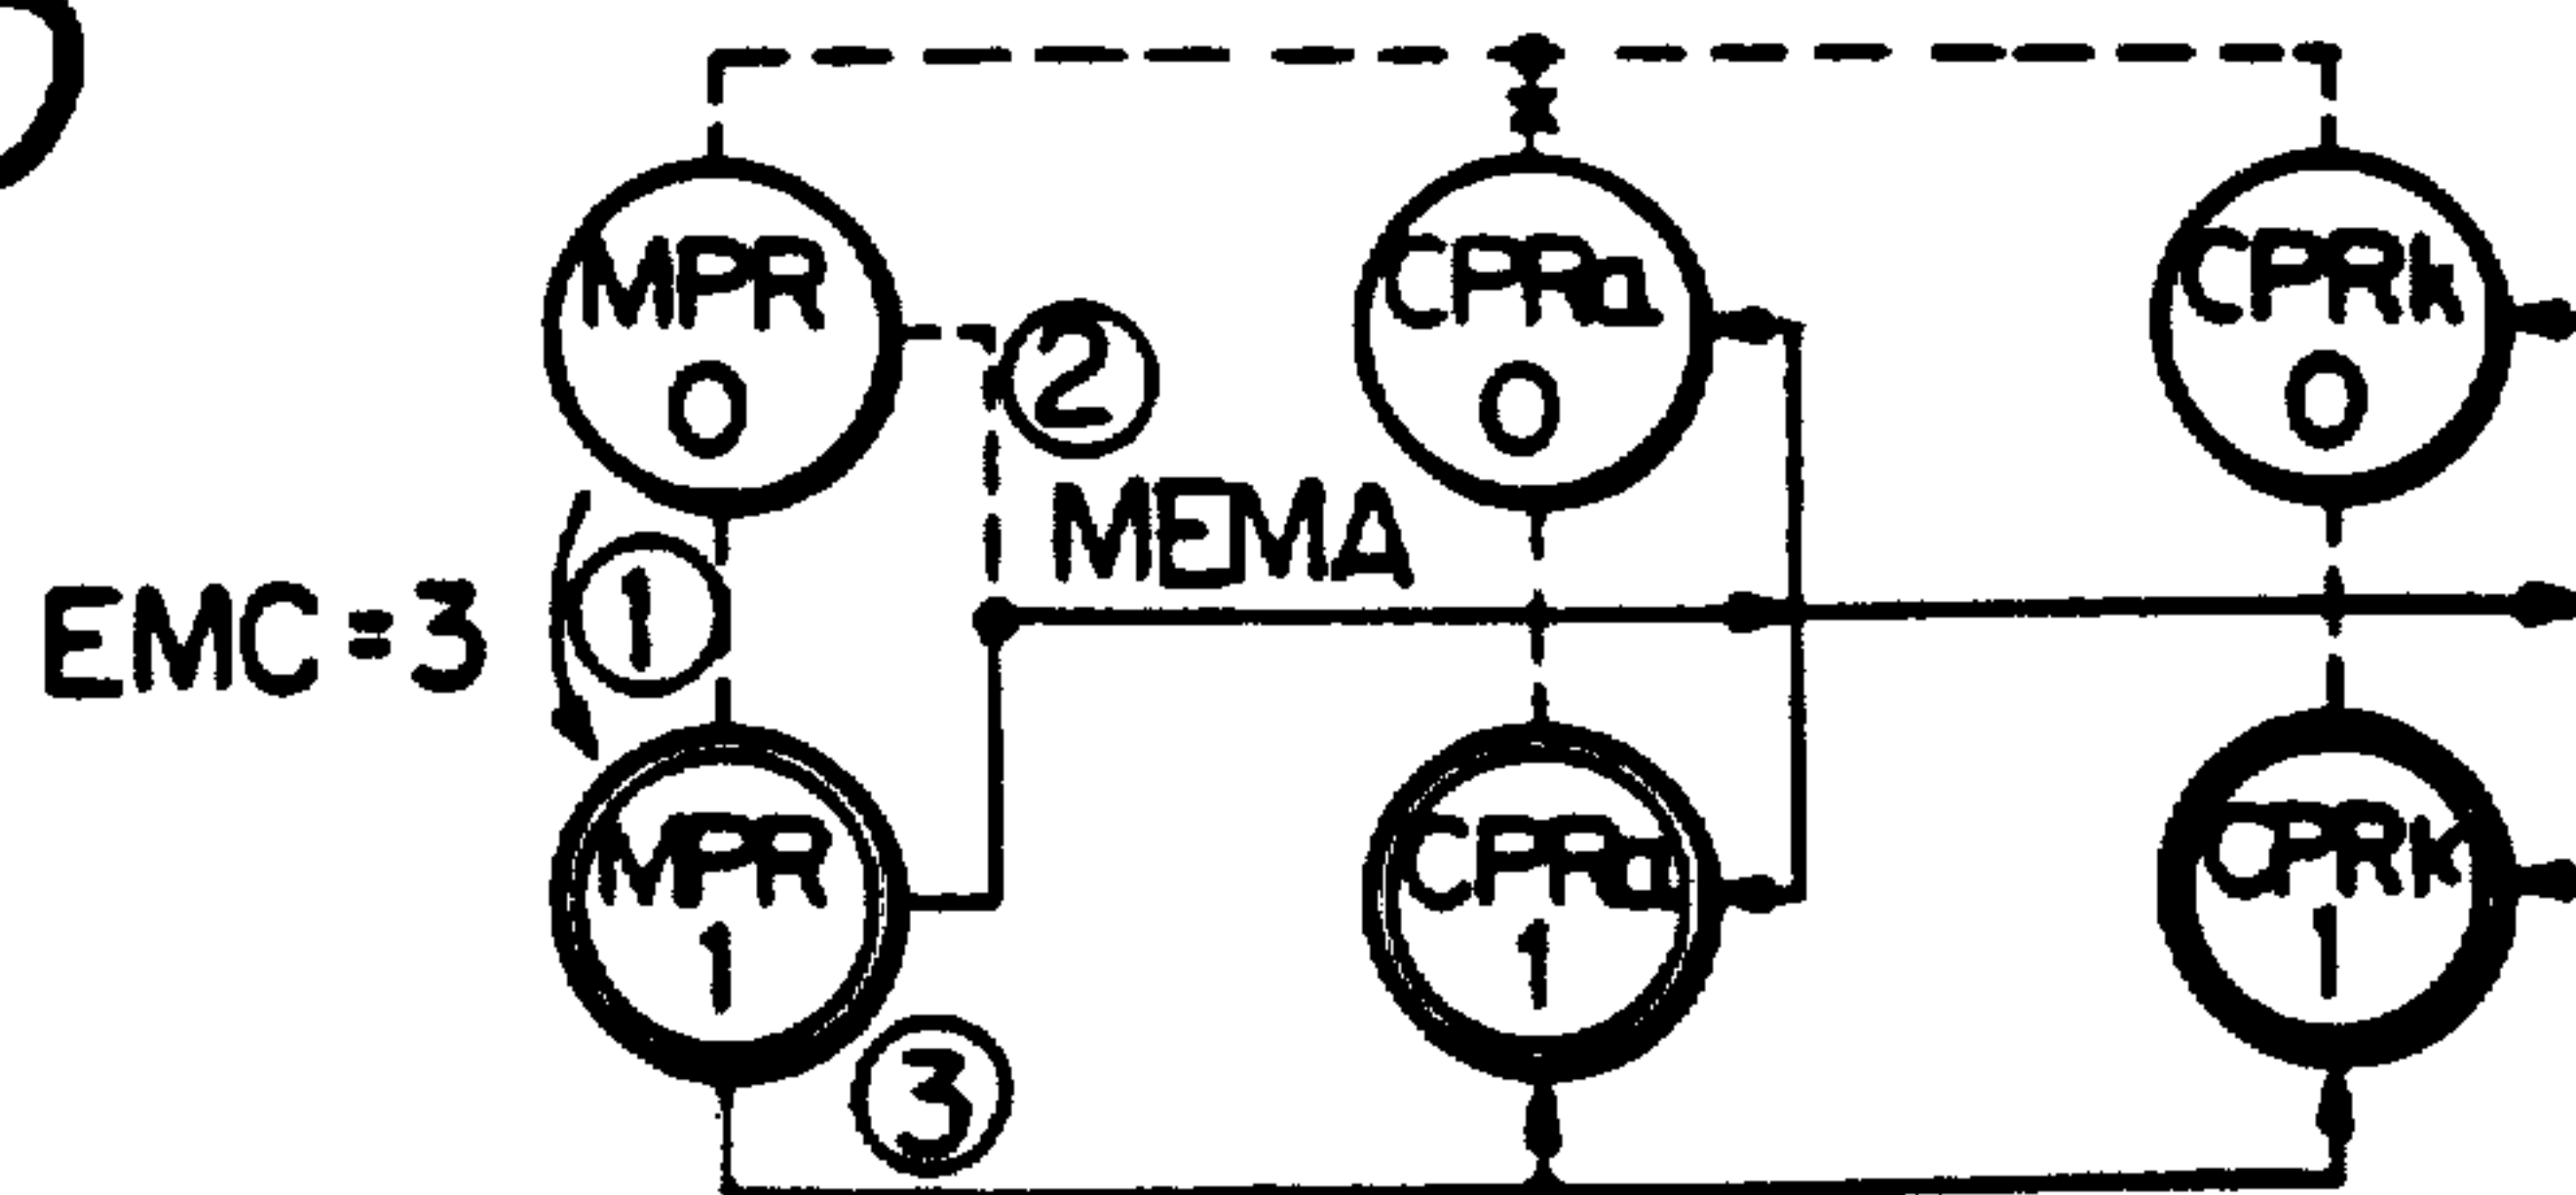 MPR 0
CPRa 0
CPRk 0
2
MEMA
EMC=3
1
MPR 1
CPRa 1
CPRk 1
3